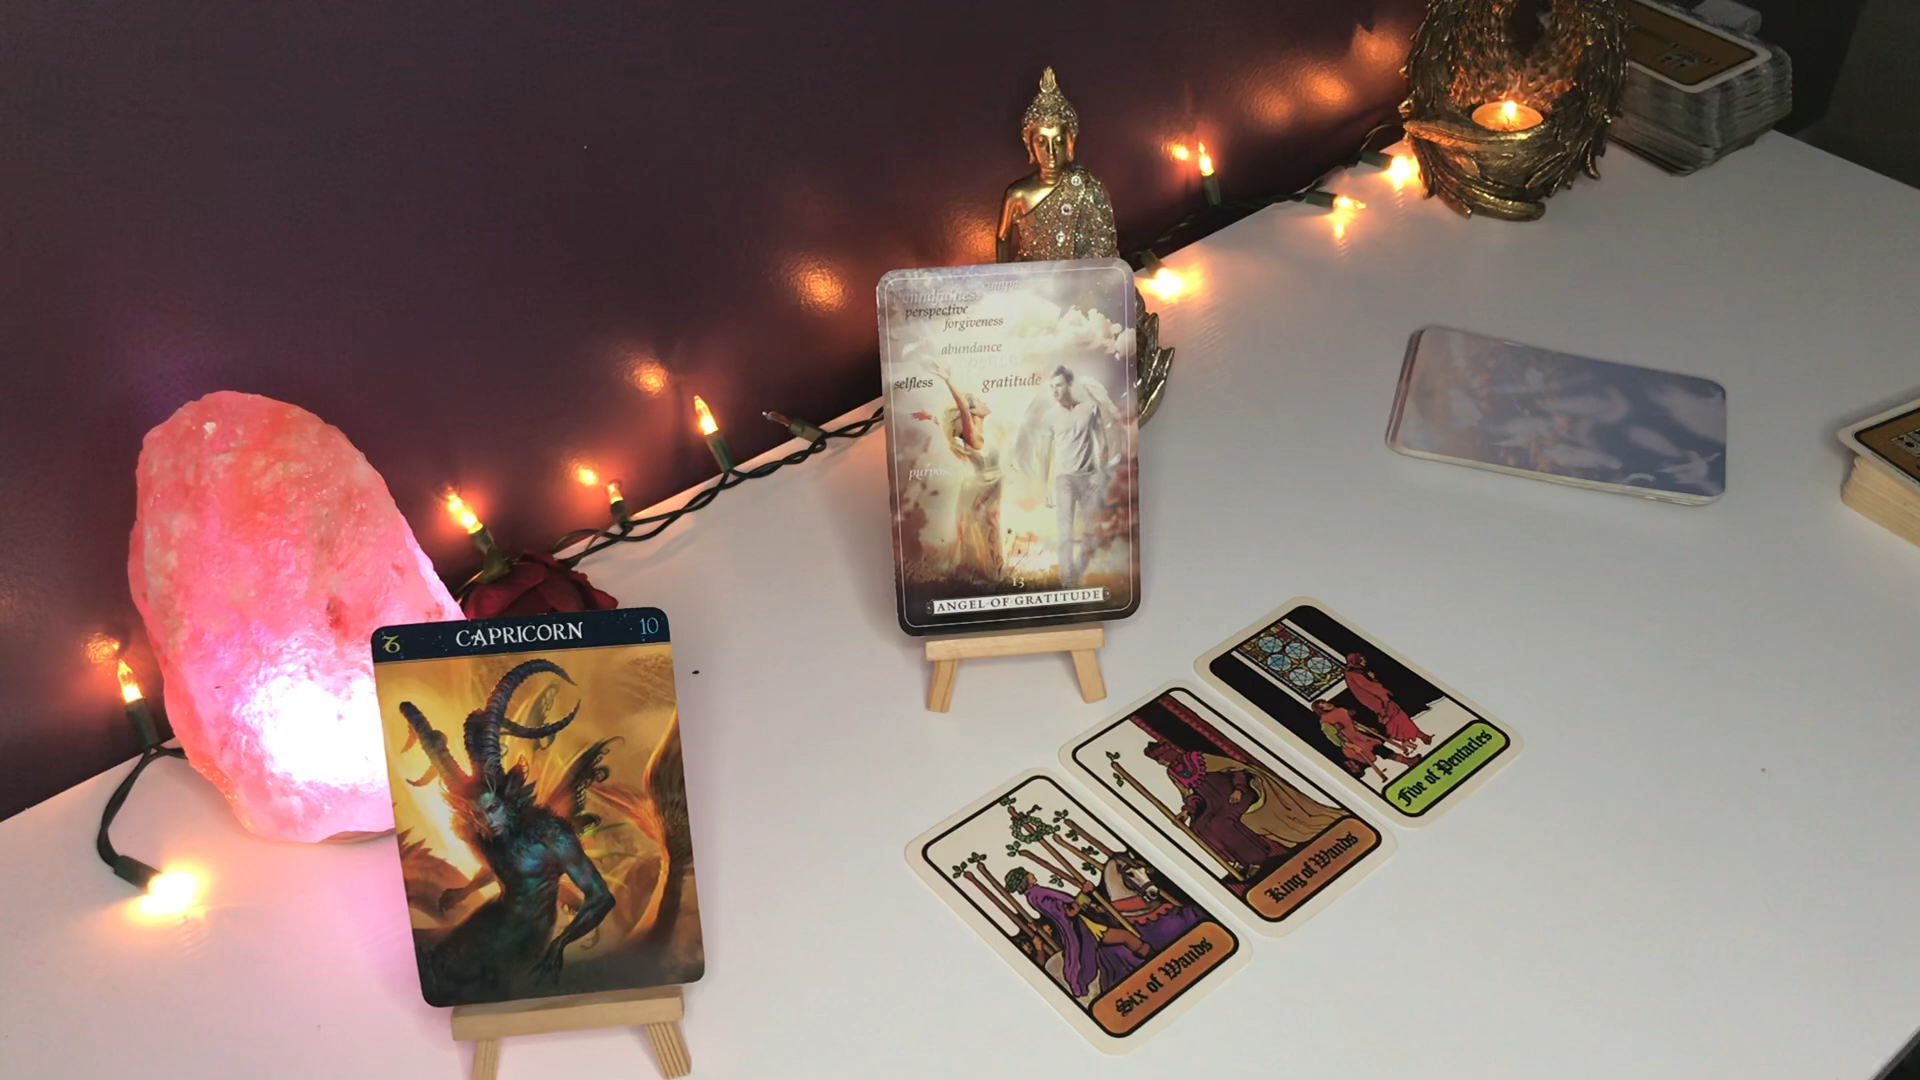 mindfulness
perspective
forgiveness
abundance
selfless
gratitude
13
ANGEL OF GRATITUDE
CAPRICORN
10
Five of Pentacles
King of Wands
Six of Wands